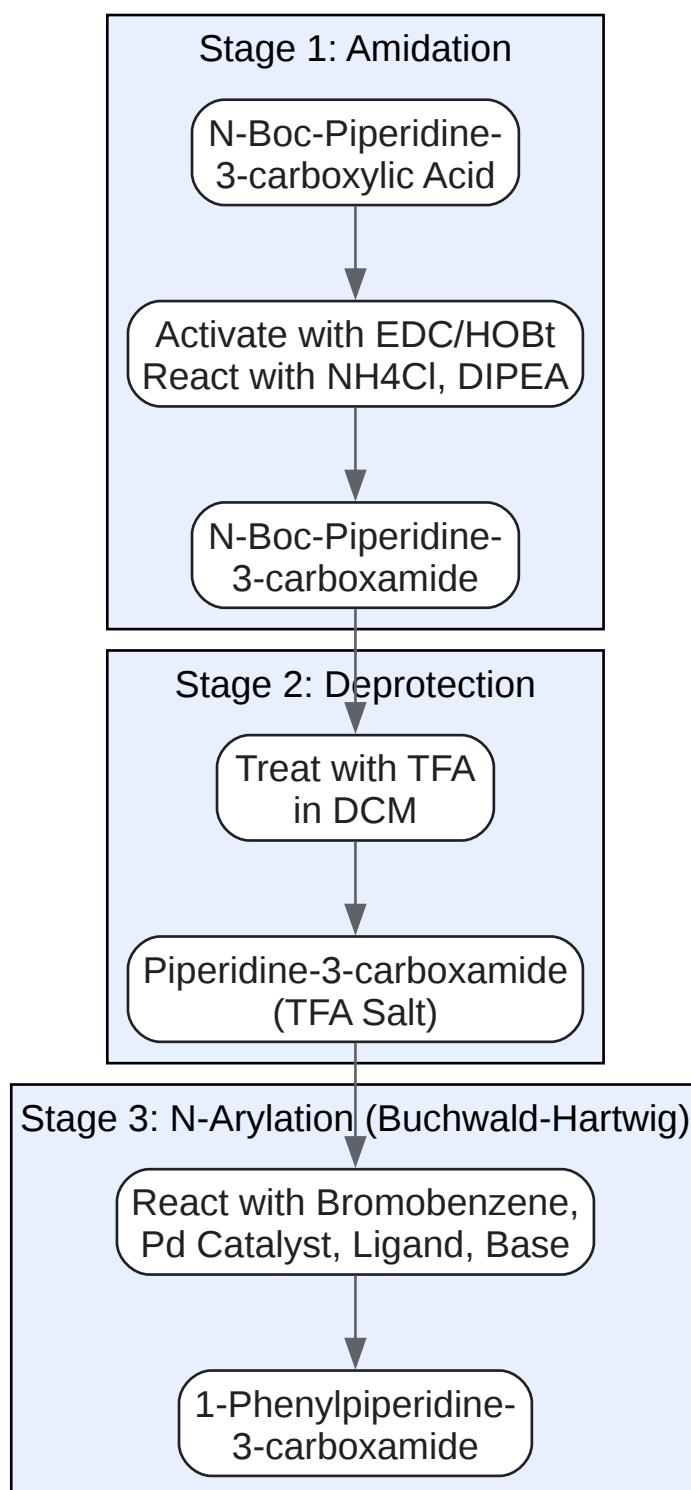 Stage 1: Amidation
N-Boc-Piperidine-
3-carboxylic Acid
Activate with EDC/HOBt
React with NH4Cl, DIPEA
N-Boc-Piperidine-
3-carboxamide
Stage 2: Deprotection
Treat with TFA
in DCM
Piperidine-3-carboxamide
(TFA Salt)
Stage 3: N-Arylation (Buchwald-Hartwig)
React with Bromobenzene,
Pd Catalyst, Ligand, Base
1-Phenylpiperidine-
3-carboxamide